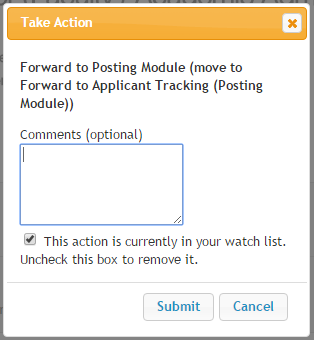 Take Action
Forward to Posting Module (move to
Forward to Applicant Tracking (Posting
Module))
Comments (optional)
This action is currently in your watch list.
Uncheck this box to remove it.
Submit Cancel